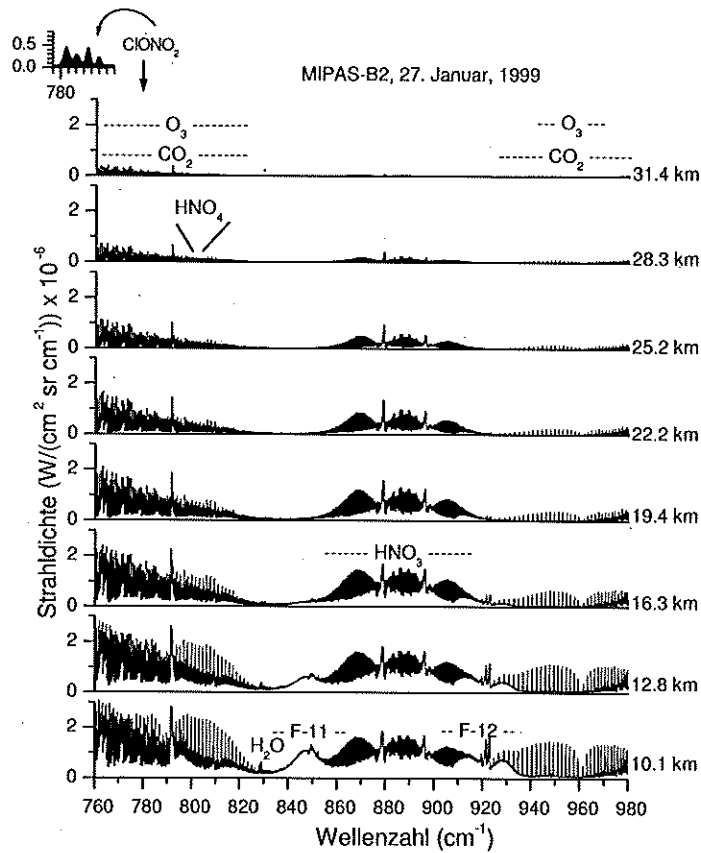 0.5
0.0
780
ClONO₂
MIPAS-B2, 27. Januar, 1999
2
0
O₃
CO₂
O₃
CO₂
31.4 km
HNO₄
2
0
28.3 km
2
0
25.2 km
2
0
22.2 km
2
0
19.4 km
HNO₃
2
0
16.3 km
2
0
12.8 km
H₂O
F-11
F-12
2
0
10.1 km
760 780 800 820 840 860 880 900 920 940 960 980
Wellenzahl (cm⁻¹)
Strahldichte (W/(cm² sr cm⁻¹)) x 10⁻⁶